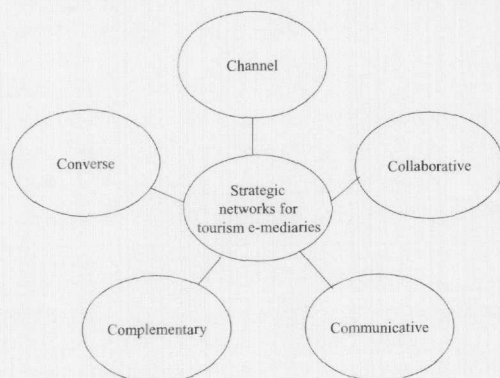 Channel
Converse
Collaborative
Strategic
networks for
tourism e-mediaries
Complementary
Communicative